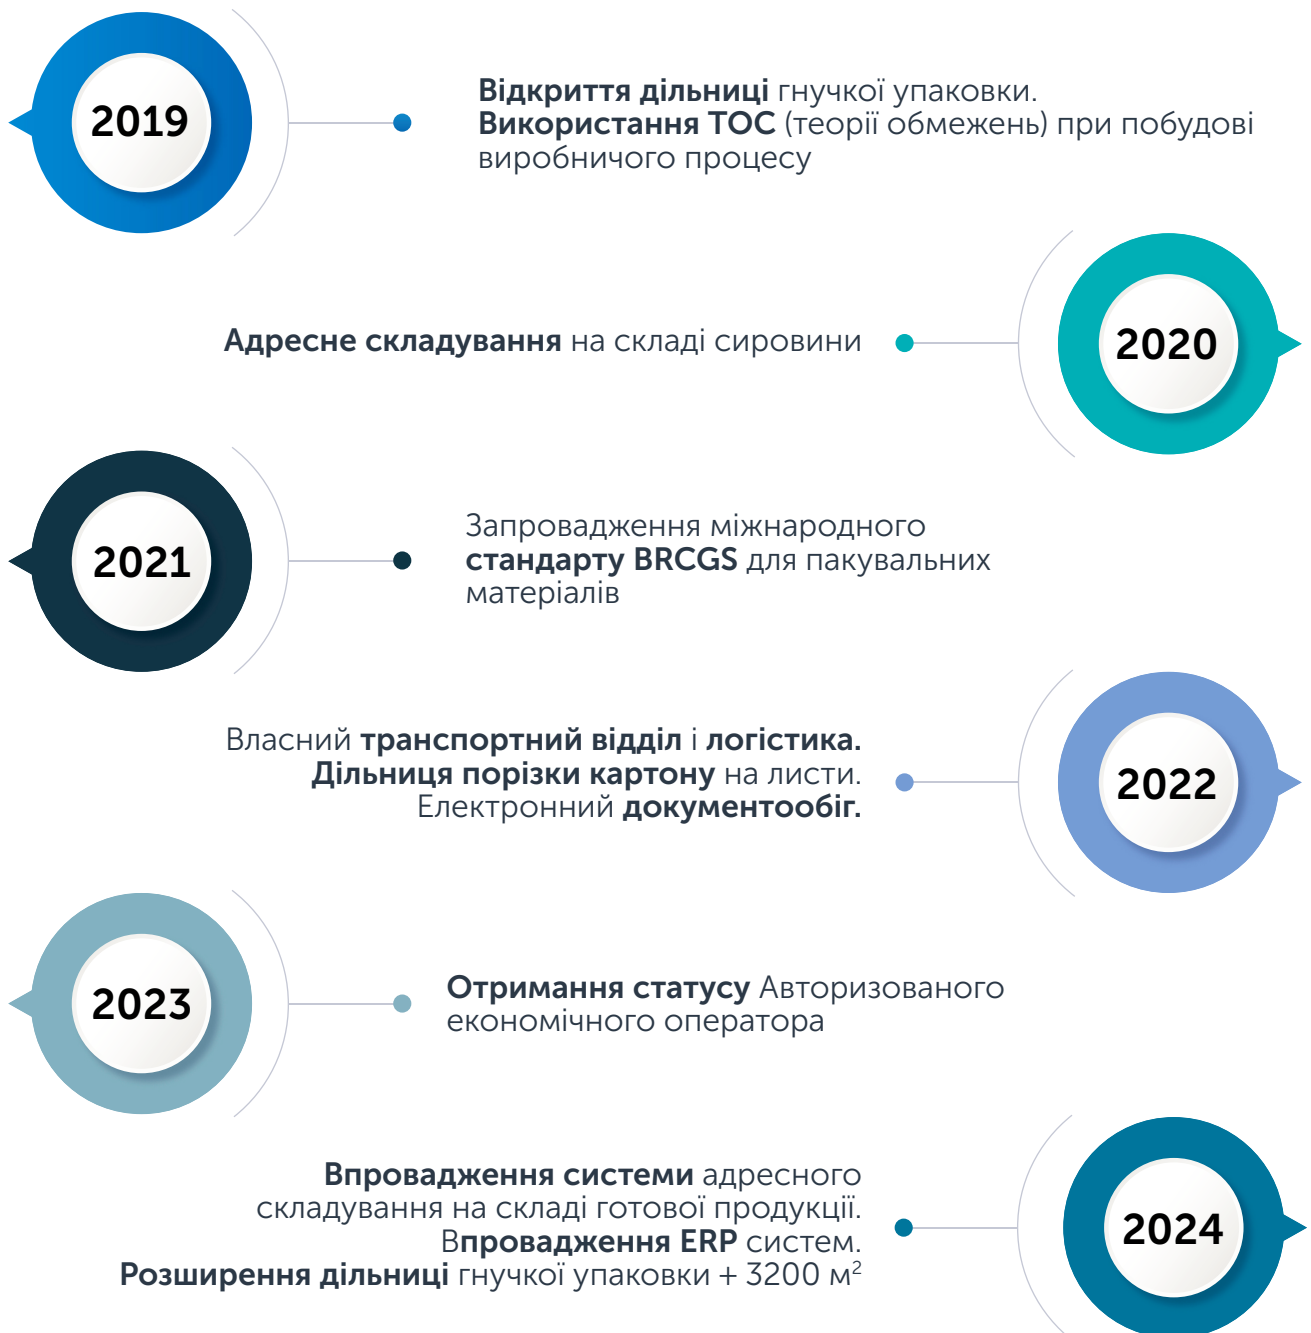 2019
Відкриття дільниці гнучкої упаковки.
Використання ТОС (теорії обмежень) при побудові
виробничого процесу
Адресне складування на складі сировини
2020
2021
Запровадження міжнародного
стандарту BRCGS для пакувальних
матеріалів
Власний транспортний відділ і логістика.
Дільниця порізки картону на листи.
Електронний документообіг.
2022
2023
Отримання статусу Авторизованого
економічного оператора
Впровадження системи адресного
складування на складі готової продукції.
Впровадження ERP систем.
Розширення дільниці гнучкої упаковки + 3200 м²
2024